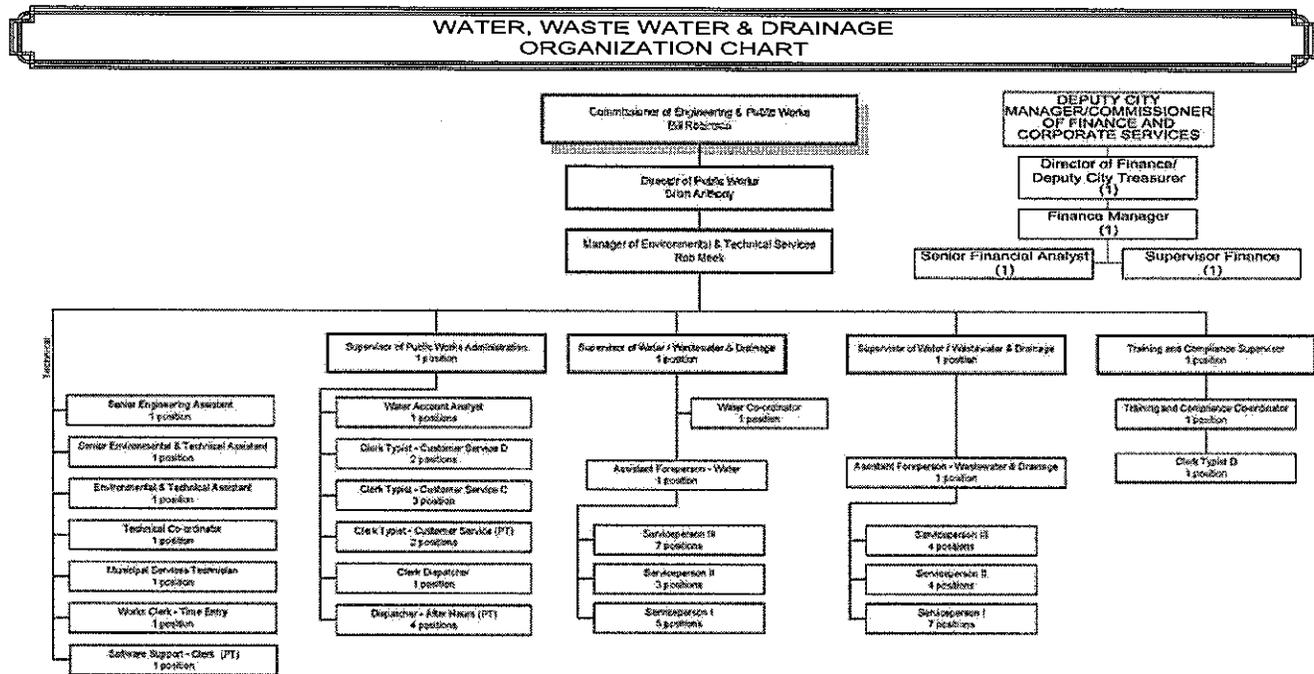 WATER, WASTE WATER & DRAINAGE
ORGANIZATION CHART
Commissioner of Engineering & Public Works
Bill
Director of Public Works
Anthony
Manager of Environmental & Technical Services
Rob Meek
DEPUTY CITY
MANAGER/COMMISSIONER
OF FINANCE AND
CORPORATE SERVICES
Director of Finance/
Deputy City Treasurer
(1)
Finance Manager
(1)
Senior Financial Analyst
(1)
Supervisor Finance
(1)
Technical
Senior Engineering Assistant
1 position
Senior Environmental & Technical Assistant
1 position
Environmental & Technical Assistant
1 position
Technical Co-ordinator
1 position
Municipal Services Technician
1 position
Works Clerk - Time Entry
1 position
Software Support - Clerk (PT)
1 position
Supervisor of Public Works Administration
1 position
Water Account Analyst
1 positions
Clerk Typist - Customer Service D
2 positions
Clerk Typist - Customer Service C
3 position
Clerk Typist - Customer Service (PT)
2 positions
Clerk Dispatcher
1 position
Dispatcher - After Hours (PT)
4 positions
Supervisor of Water / Wastewater & Drainage
1 position
Water Co-ordinator
1 position
Assistant Foreperson - Water
1 position
Serviceperson III
7 positions
Serviceperson II
3 positions
Serviceperson I
5 positions
Supervisor of Water / Wastewater & Drainage
1 position
Assistant Foreperson - Wastewater & Drainage
1 position
Serviceperson III
4 positions
Serviceperson II
4 positions
Serviceperson I
7 positions
Training and Compliance Supervisor
1 position
Training and Compliance Co-ordinator
1 position
Clerk Typist D
1 position